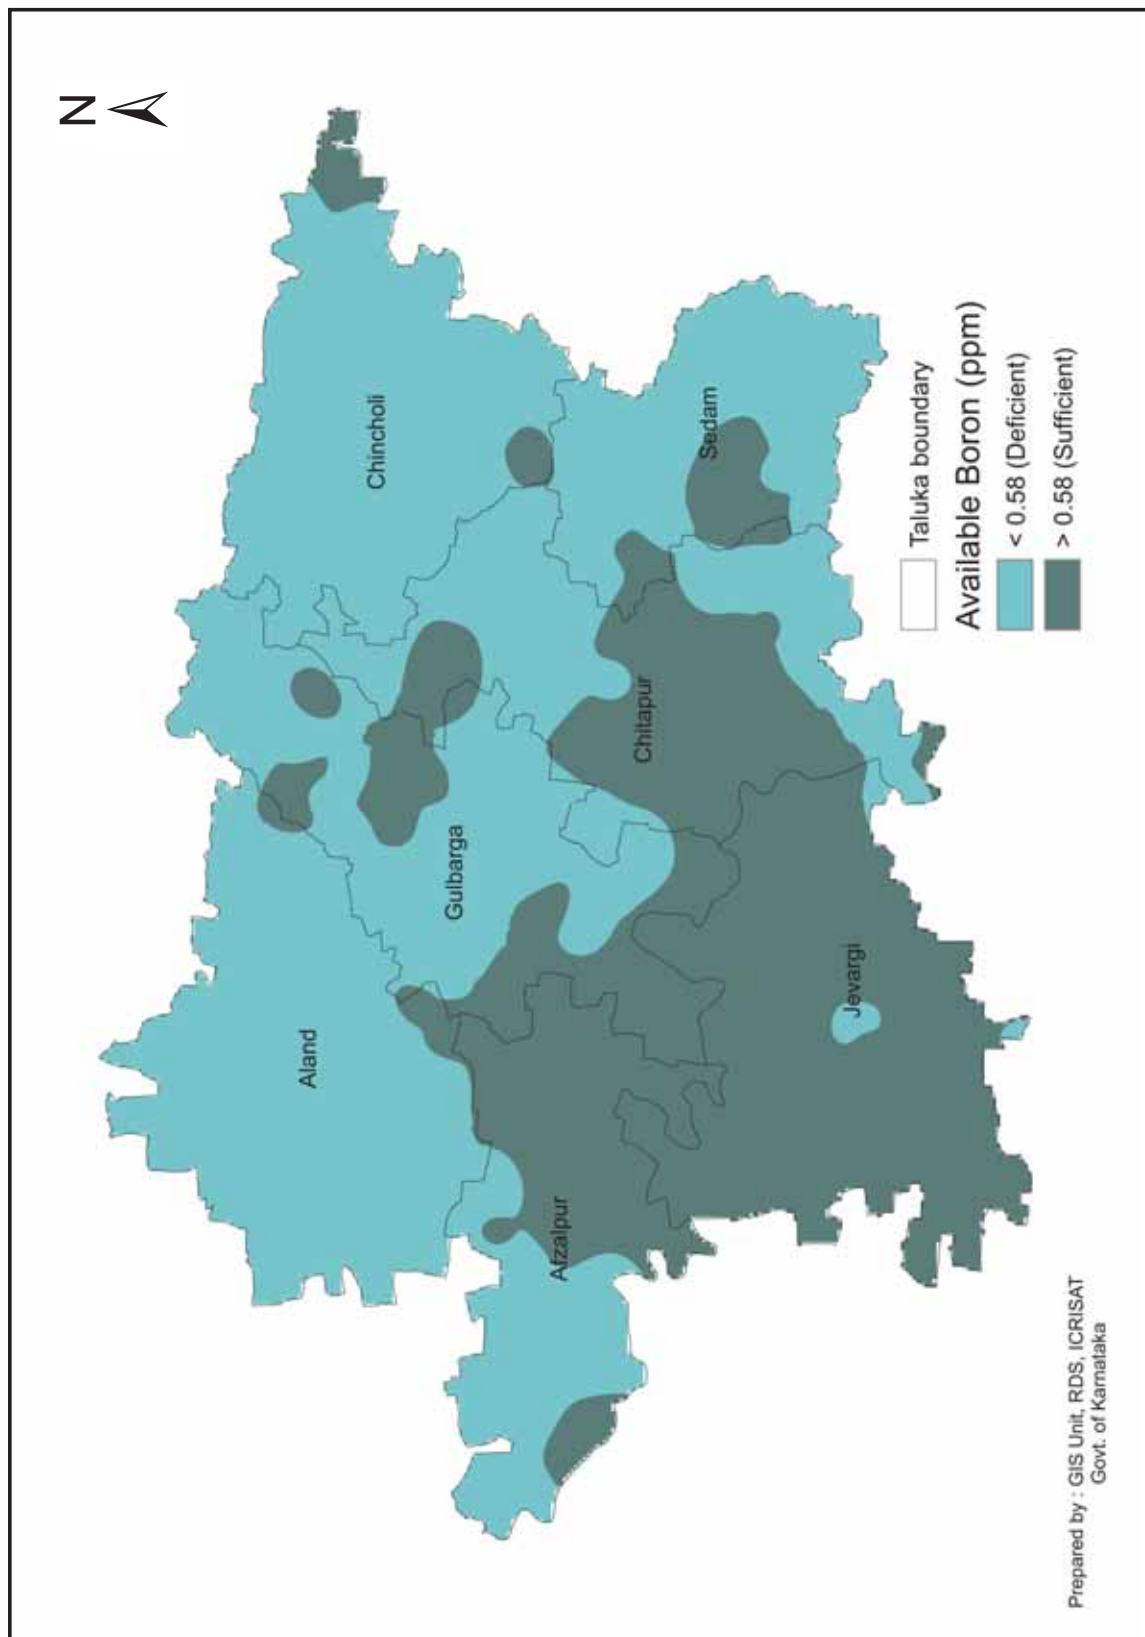 N
Chincholi
Sedam
Chitapur
Gulbarga
Jevargi
Aland
Afzalpur
Taluka boundary
Available Boron (ppm)
< 0.58 (Deficient)
> 0.58 (Sufficient)
Prepared by : GIS Unit, RDS, ICRISAT
Govt. of Karnataka